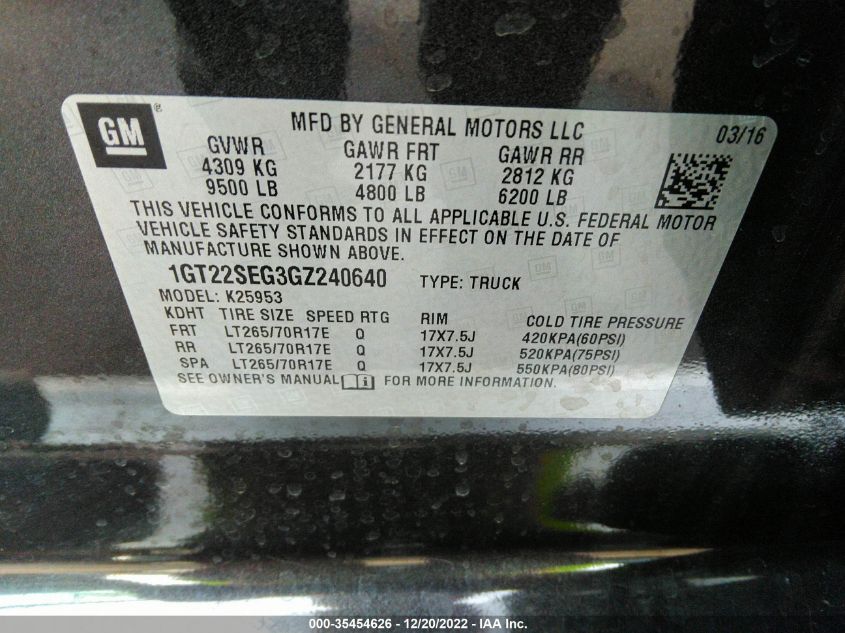 GM ®
MFD BY GENERAL MOTORS LLC 03/16
GVWR GAWR FRT GAWR RR
4309 KG 2177 KG 2812 KG
9500 LB 4800 LB 6200 LB
THIS VEHICLE CONFORMS TO ALL APPLICABLE U.S. FEDERAL MOTOR
VEHICLE SAFETY STANDARDS IN EFFECT ON THE DATE OF
MANUFACTURE SHOWN ABOVE.
1GT22SEG3GZ240640 TYPE: TRUCK
MODEL: K25953
KDHT TIRE SIZE SPEED RTG RIM COLD TIRE PRESSURE
FRT LT265/70R17E Q 17X7.5J 420KPA(60PSI)
RR LT265/70R17E Q 17X7.5J 520KPA(75PSI)
SPA LT265/70R17E Q 17X7.5J 550KPA(80PSI)
SEE OWNER'S MANUAL i FOR MORE INFORMATION.
000-35454626 - 12/20/2022 - IAA Inc.